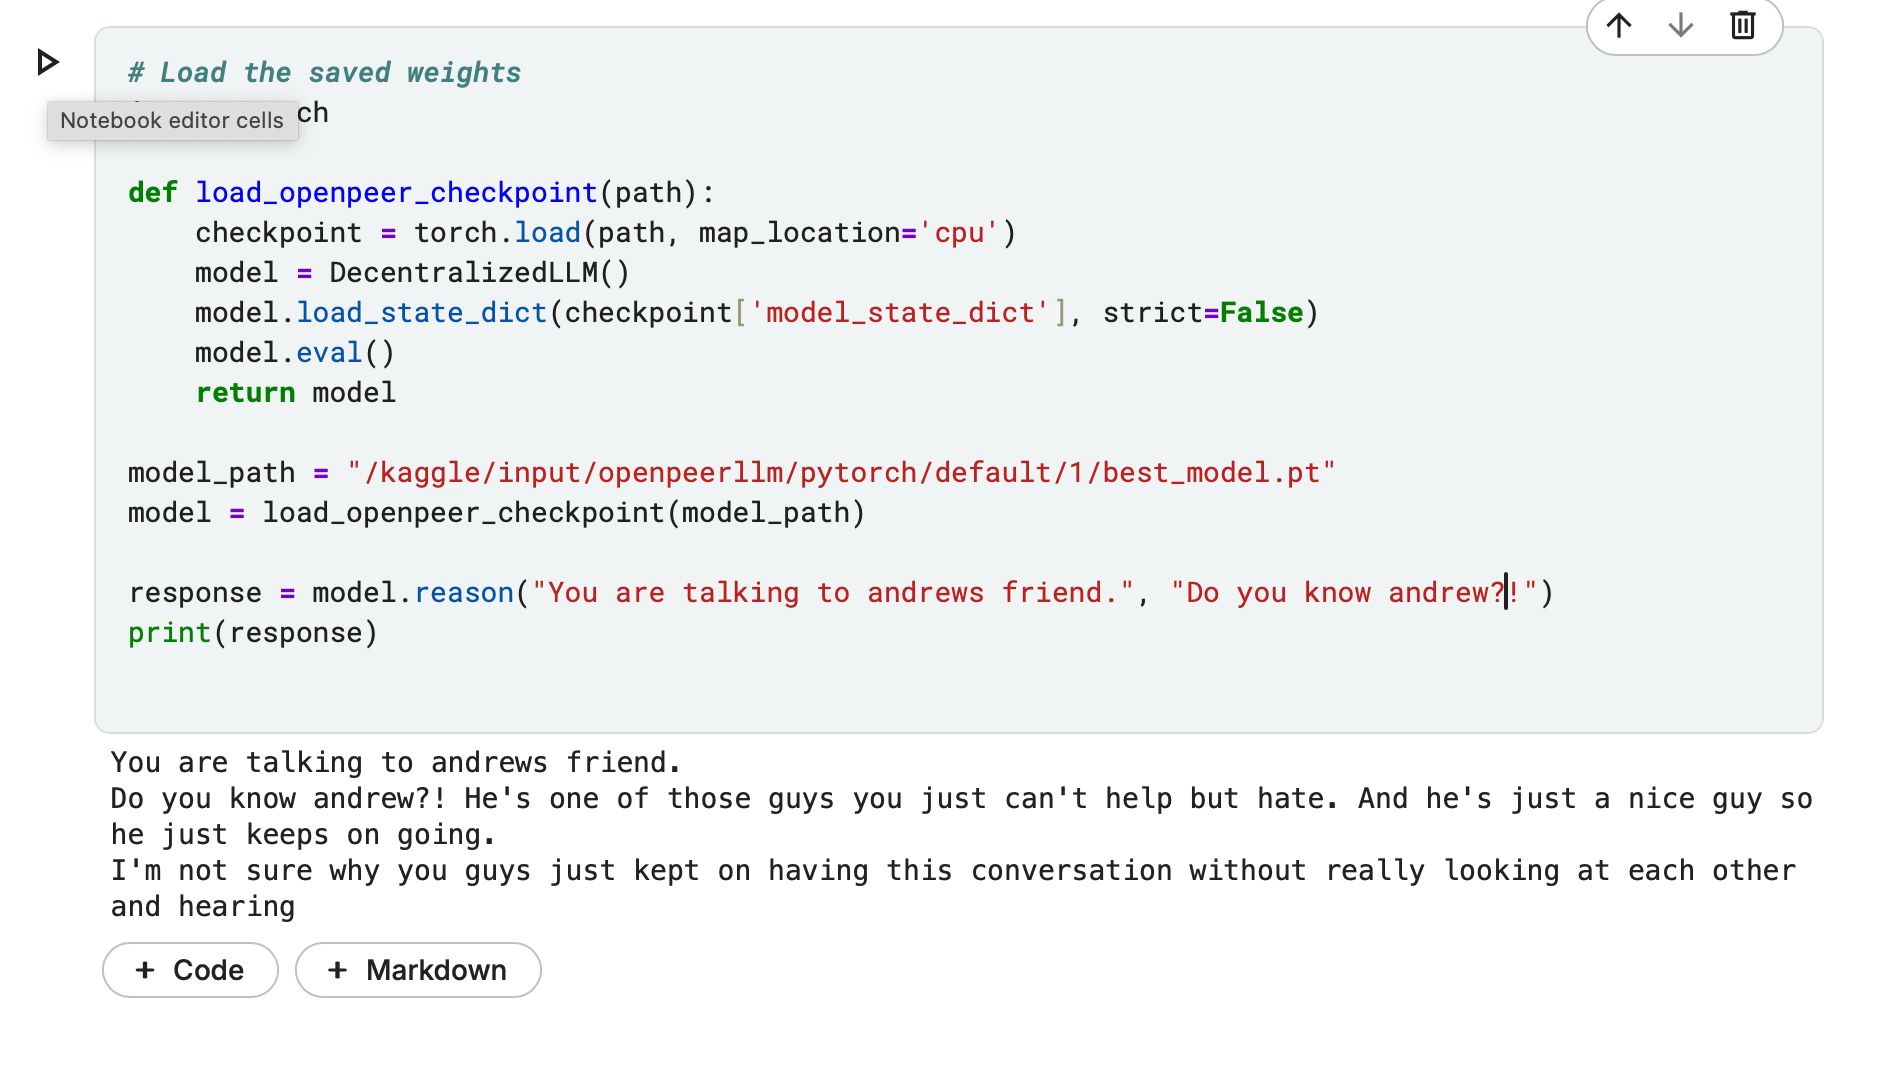 # Load the saved weights
Notebook editor cells
ch
def load_openpeer_checkpoint(path):
    checkpoint = torch.load(path, map_location='cpu')
    model = DecentralizedLLM()
    model.load_state_dict(checkpoint['model_state_dict'], strict=False)
    model.eval()
    return model
model_path = "/kaggle/input/openpeerllm/pytorch/default/1/best_model.pt"
model = load_openpeer_checkpoint(model_path)
response = model.reason("You are talking to andrews friend.", "Do you know andrew?!")
print(response)
You are talking to andrews friend.
Do you know andrew?! He's one of those guys you just can't help but hate. And he's just a nice guy so
he just keeps on going.
I'm not sure why you guys just kept on having this conversation without really looking at each other
and hearing
+ Code
+ Markdown